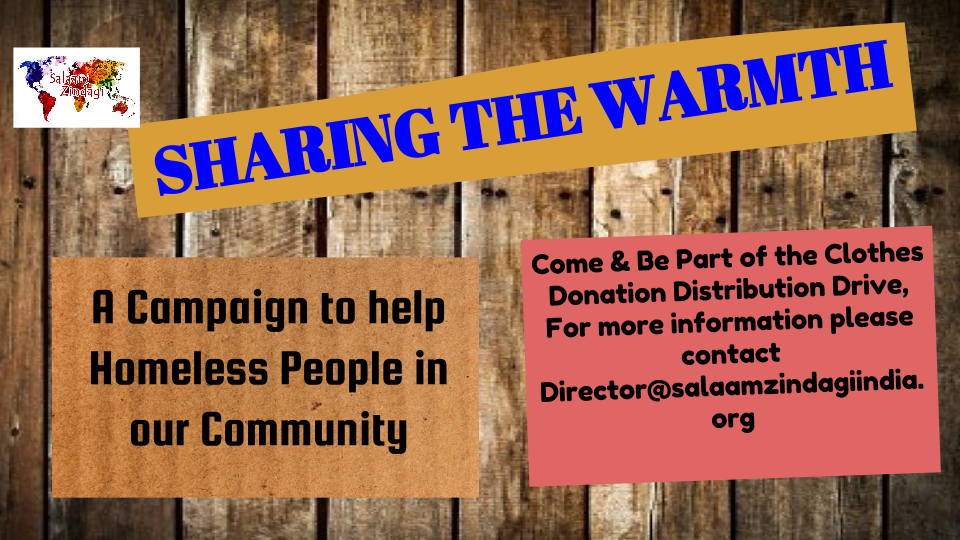 Salaam
Zindagi
SHARING THE WARMTH
A Campaign to help
Homeless People in
our Community
Come & Be Part of the Clothes
Donation Distribution Drive,
For more information please
contact
Director@salaamzindagiindia.
org